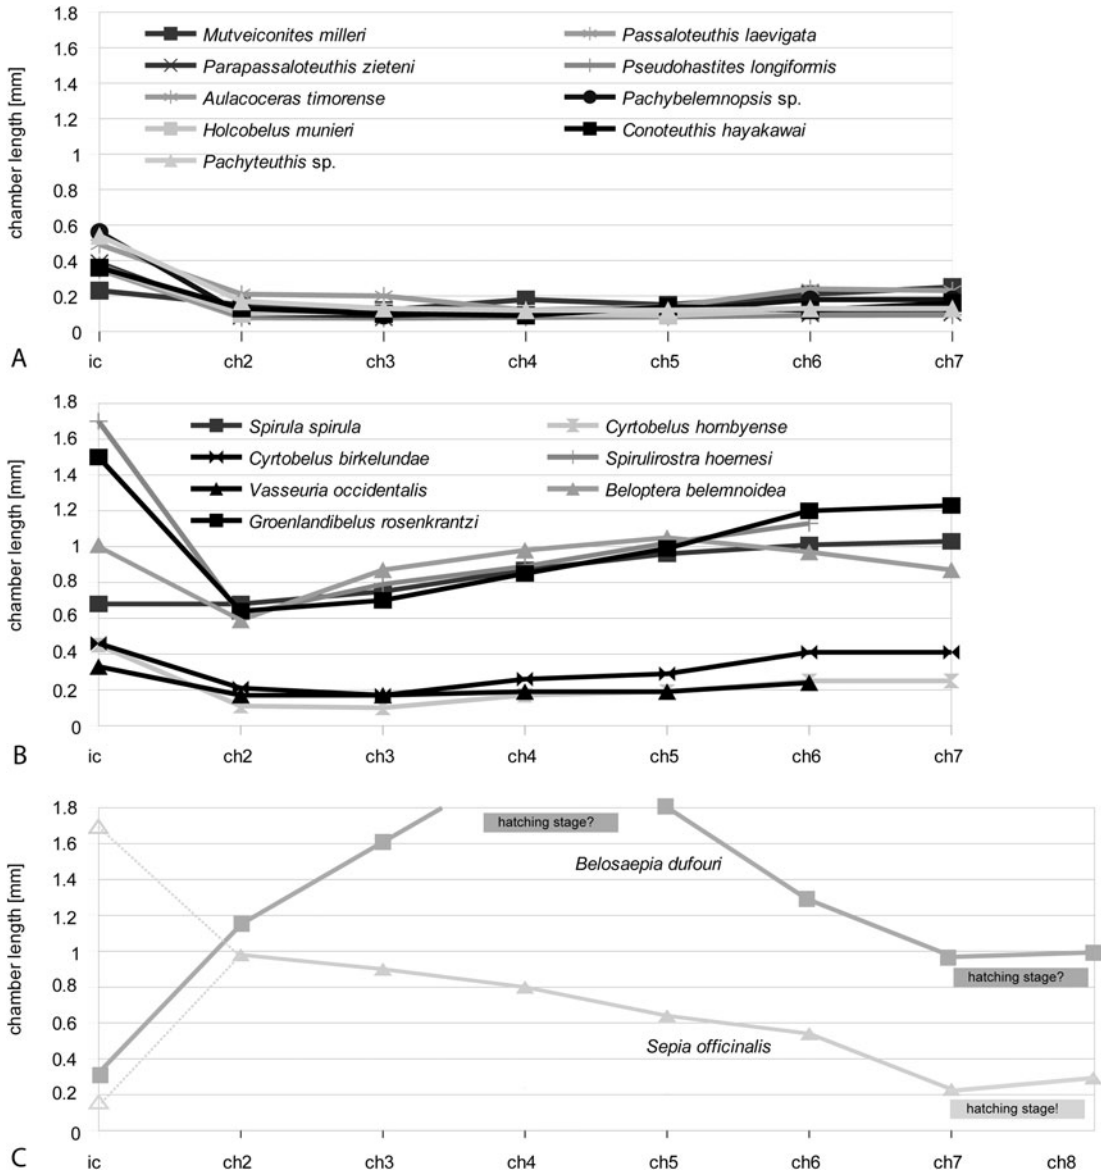 1.8
1.6
1.4
1.2
1
0.8
0.6
0.4
0.2
0
chamber length [mm]
Mutveiconites milleri
Passaloteuthis laevigata
Parapassaloteuthis zieteni
Pseudohastites longiformis
Aulacoceras timorense
Pachybelemnopsis sp.
Holcobelus munieri
Conoteuthis hayakawai
Pachyteuthis sp.
A
ic ch2 ch3 ch4 ch5 ch6 ch7
1.8
1.6
1.4
1.2
1
0.8
0.6
0.4
0.2
0
chamber length [mm]
Spirula spirula
Cyrtobelus hornbyense
Cyrtobelus birkelundae
Spirulirostra hoernesi
Vasseuria occidentalis
Beloptera belemnoidea
Groenlandibelus rosenkrantzi
B
ic ch2 ch3 ch4 ch5 ch6 ch7
1.8
1.6
1.4
1.2
1
0.8
0.6
0.4
0.2
0
chamber length [mm]
hatching stage?
Belosaepia dufouri
hatching stage?
Sepia officinalis
hatching stage!
C
ic ch2 ch3 ch4 ch5 ch6 ch7 ch8